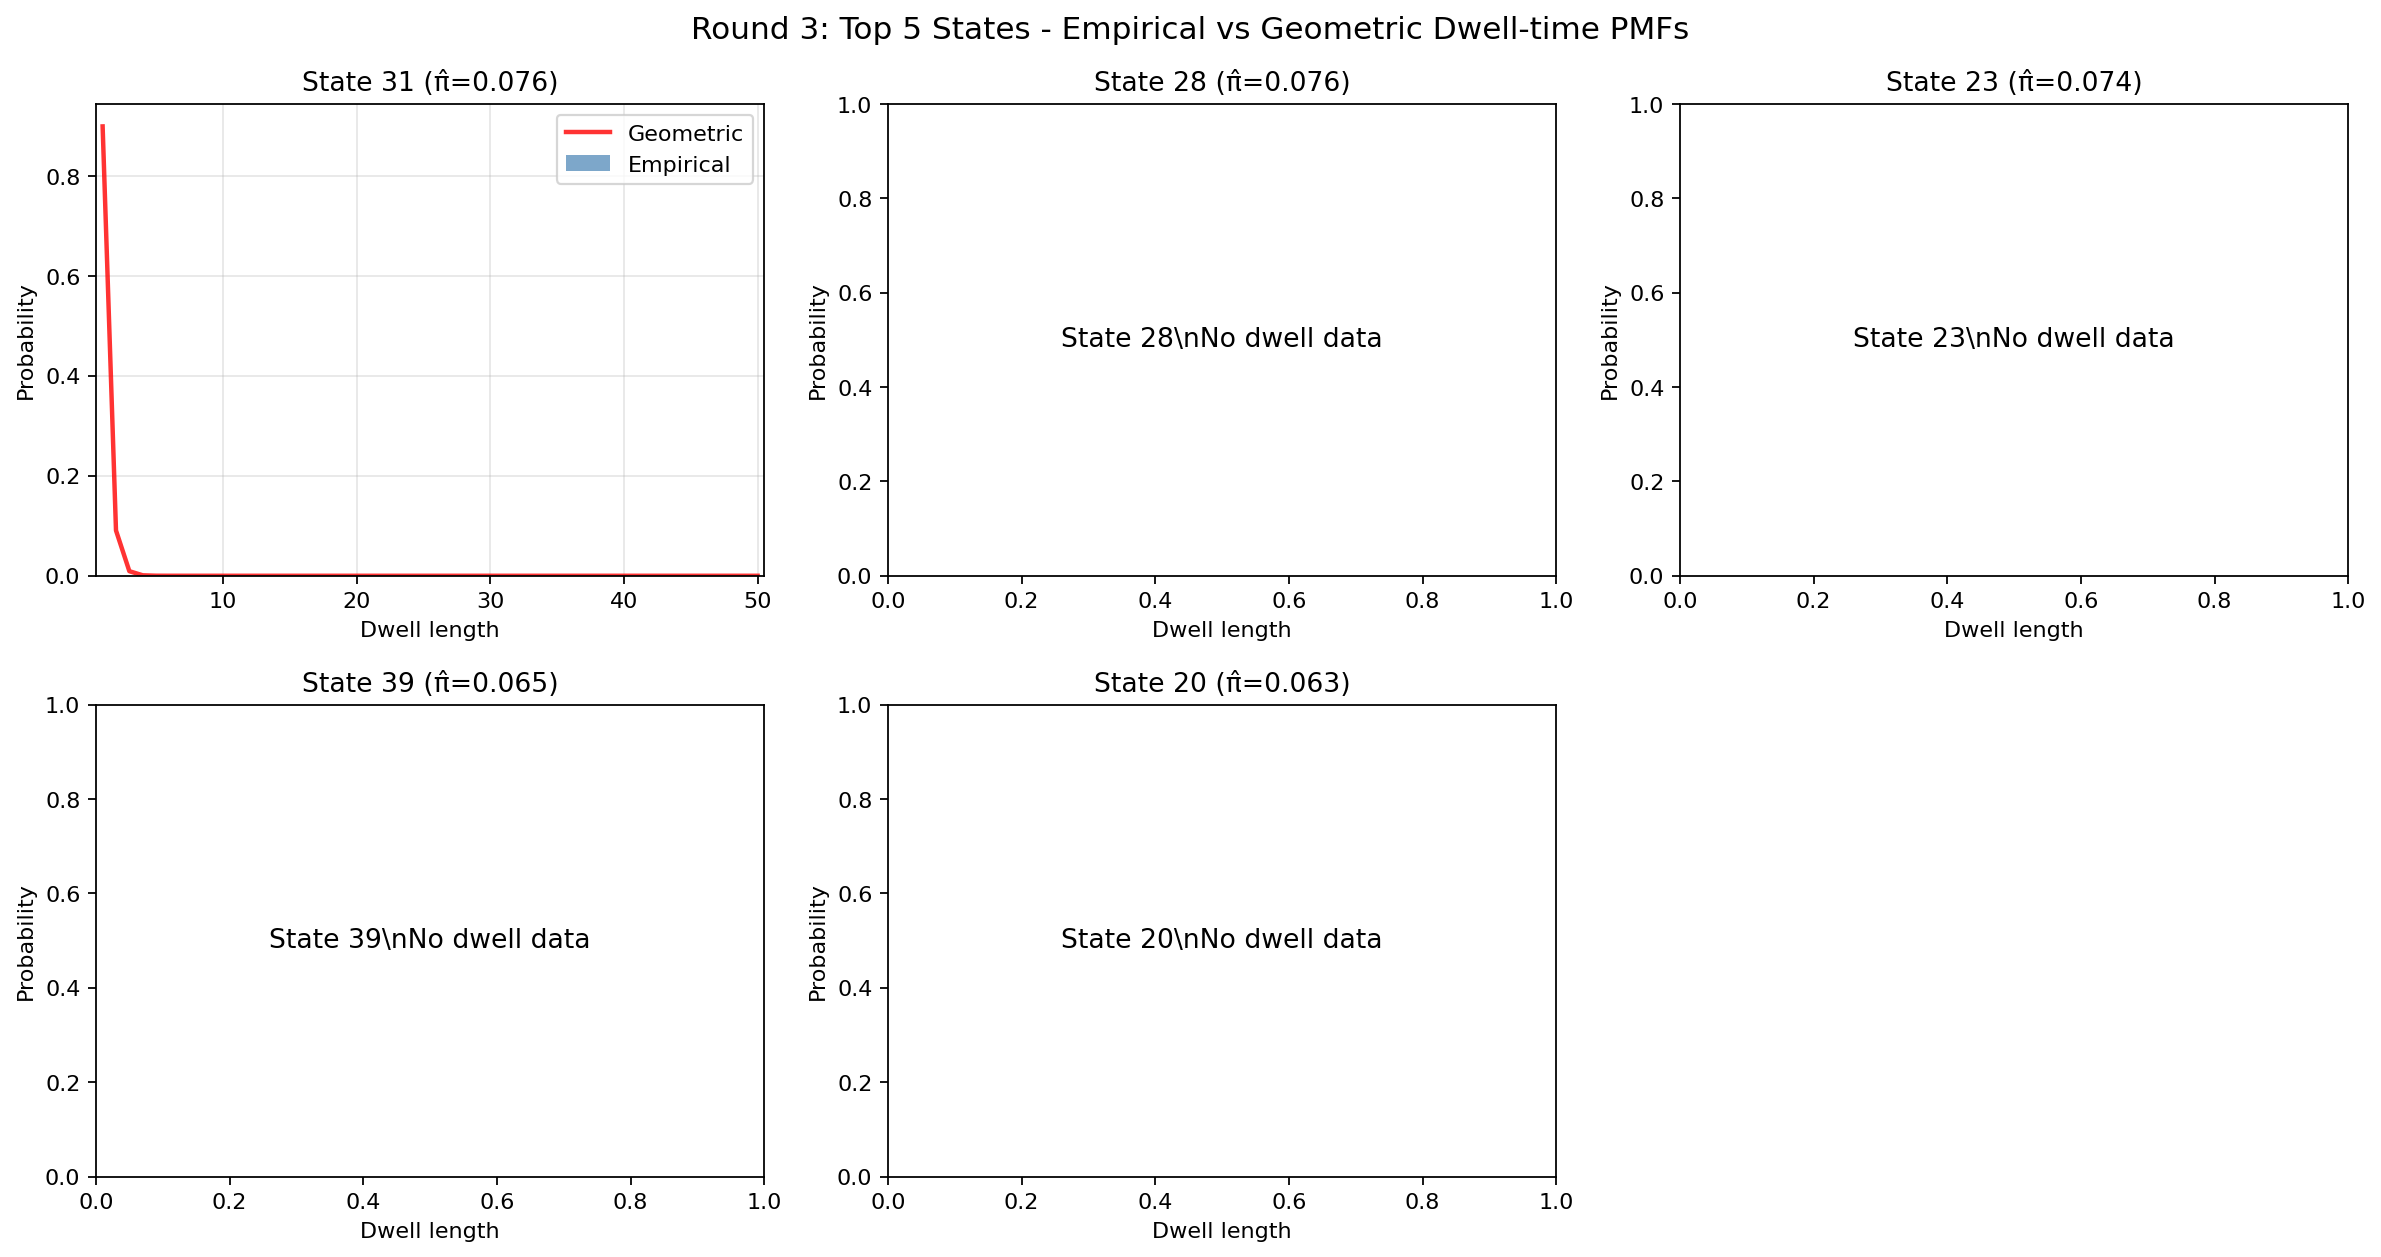 Round 3: Top 5 States - Empirical vs Geometric Dwell-time PMFs
State 31 (π̂=0.076)
Probability
0.8
0.6
0.4
0.2
0.0
Geometric
Empirical
10 20 30 40 50
Dwell length
State 28 (π̂=0.076)
Probability
1.0
0.8
0.6
0.4
0.2
0.0
State 28\nNo dwell data
0.0 0.2 0.4 0.6 0.8 1.0
Dwell length
State 23 (π̂=0.074)
Probability
1.0
0.8
0.6
0.4
0.2
0.0
State 23\nNo dwell data
0.0 0.2 0.4 0.6 0.8 1.0
Dwell length
State 39 (π̂=0.065)
Probability
1.0
0.8
0.6
0.4
0.2
0.0
State 39\nNo dwell data
0.0 0.2 0.4 0.6 0.8 1.0
Dwell length
State 20 (π̂=0.063)
Probability
1.0
0.8
0.6
0.4
0.2
0.0
State 20\nNo dwell data
0.0 0.2 0.4 0.6 0.8 1.0
Dwell length